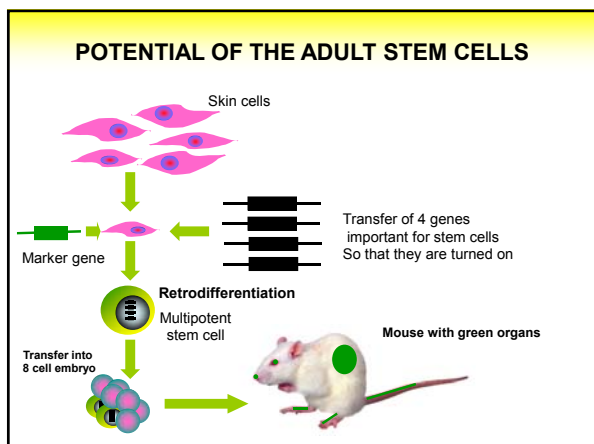 POTENTIAL OF THE ADULT STEM CELLS
Skin cells
Transfer of 4 genes
important for stem cells
So that they are turned on
Marker gene
Retrodifferentiation
Multipotent
stem cell
Mouse with green organs
Transfer into
8 cell embryo